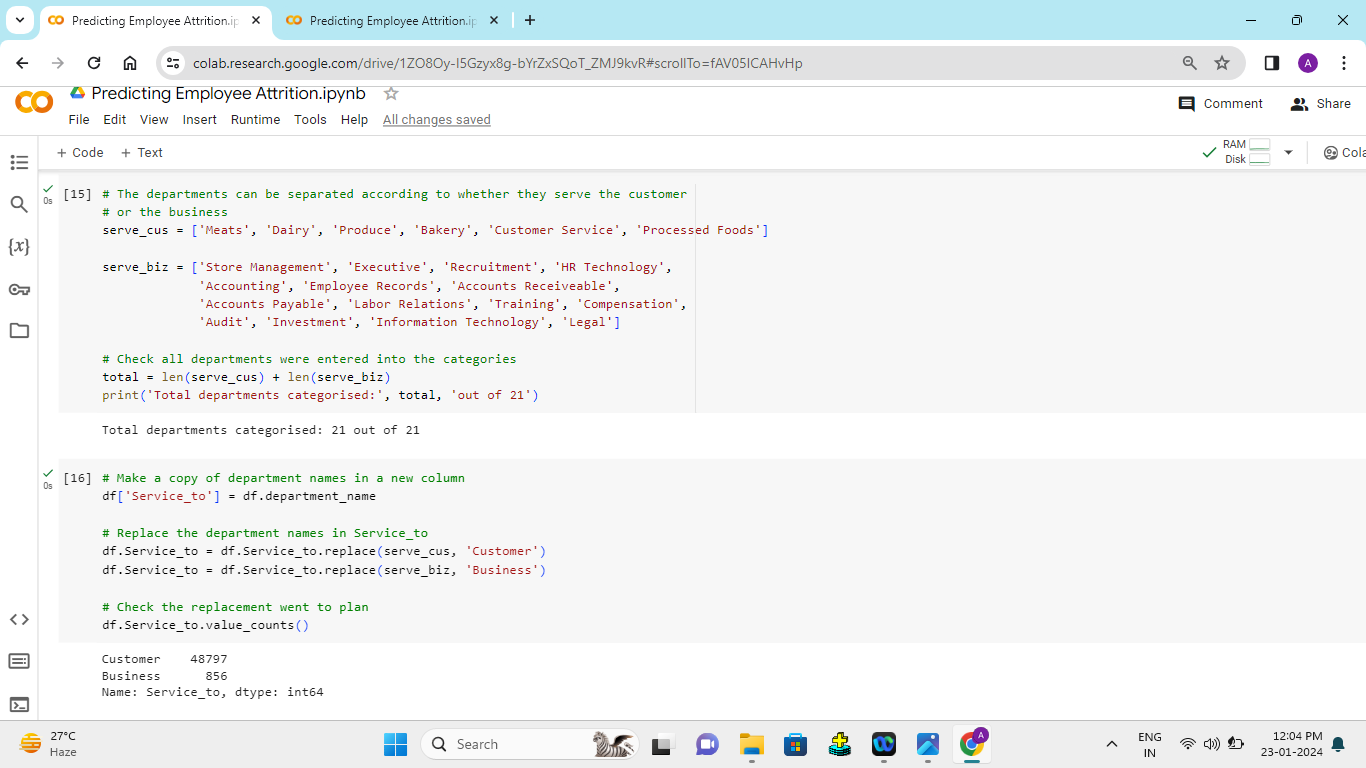 Predicting Employee Attrition.ip
Predicting Employee Attrition.ip
colab.research.google.com/drive/1ZO8Oy-I5Gzyx8g-bYrZxSQoT_ZMJ9kvR#scrollTo=fAV05lCAHvHp
A
Predicting Employee Attrition.ipynb
Comment
Share
File Edit View Insert Runtime Tools Help All changes saved
+ Code + Text
RAM
Disk
Cola
0s
[15] # The departments can be separated according to whether they serve the customer
# or the business
serve_cus = ['Meats', 'Dairy', 'Produce', 'Bakery', 'Customer Service', 'Processed Foods']
serve_biz = ['Store Management', 'Executive', 'Recruitment', 'HR Technology',
'Accounting', 'Employee Records', 'Accounts Receiveable',
'Accounts Payable', 'Labor Relations', 'Training', 'Compensation',
'Audit', 'Investment', 'Information Technology', 'Legal']
# Check all departments were entered into the categories
total = len(serve_cus) + len(serve_biz)
print('Total departments categorised:', total, 'out of 21')
Total departments categorised: 21 out of 21
0s
[16] # Make a copy of department names in a new column
df['Service_to'] = df.department_name
# Replace the department names in Service_to
df.Service_to = df.Service_to.replace(serve_cus, 'Customer')
df.Service_to = df.Service_to.replace(serve_biz, 'Business')
# Check the replacement went to plan
df.Service_to.value_counts()
Customer 48797
Business 856
Name: Service_to, dtype: int64
27°C
Haze
Search
A
ENG
IN
12:04 PM
23-01-2024